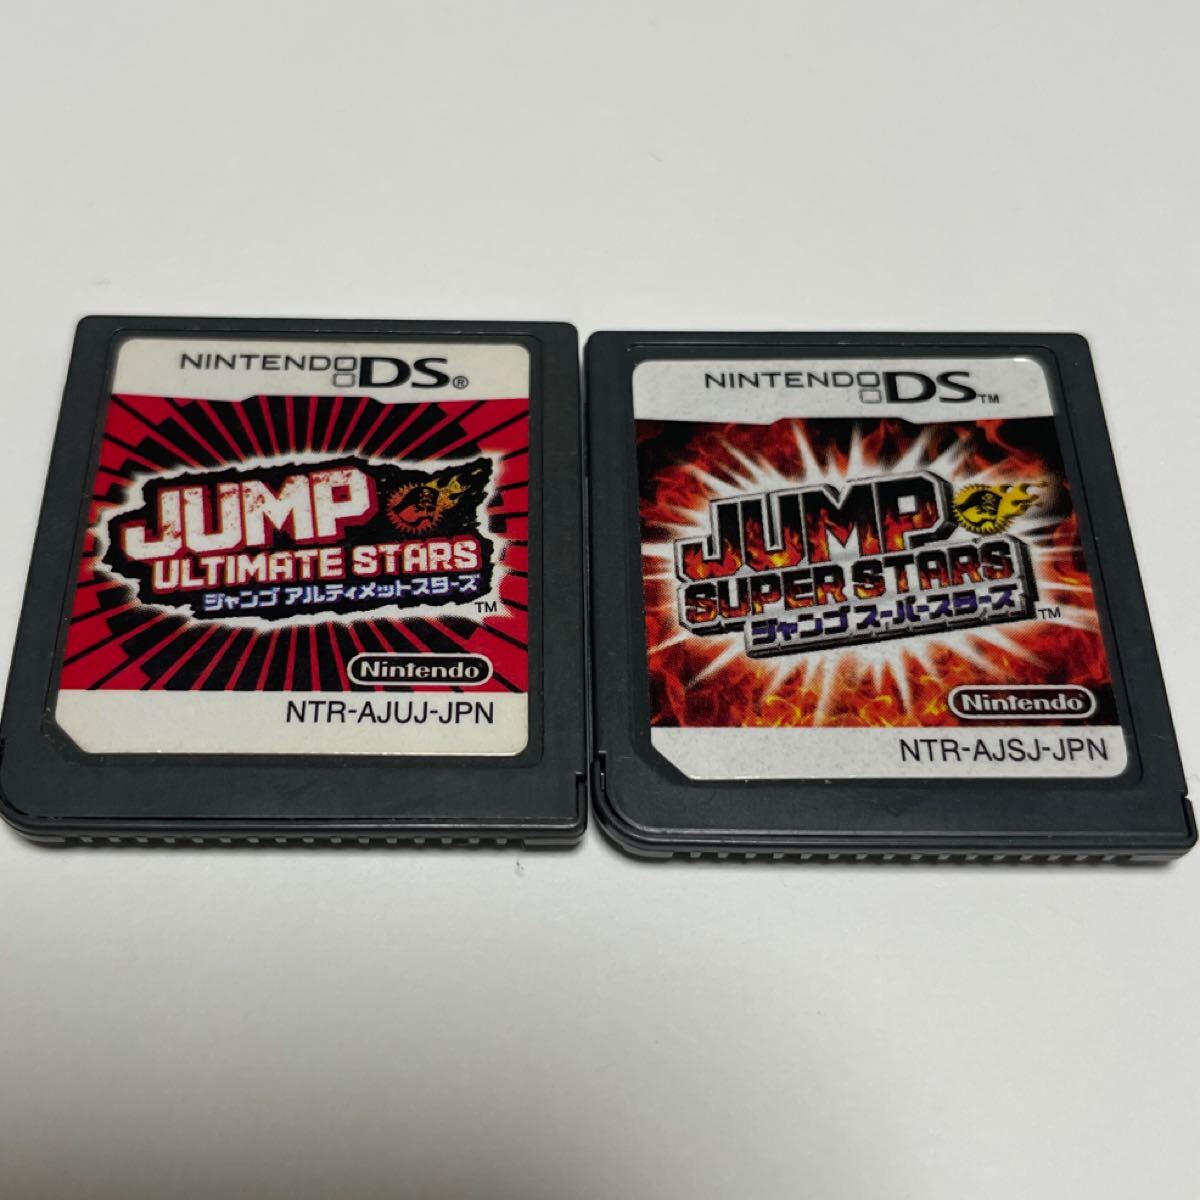 NINTENDO DS®
JUMP
ULTIMATE STARS
ジャンプ アルティメットスターズ
TM
Nintendo
NTR-AJUJ-JPN
NINTENDO DS™
JUMP
SUPER STARS
ジャンプ スーパースターズ
TM
Nintendo
NTR-AJSJ-JPN